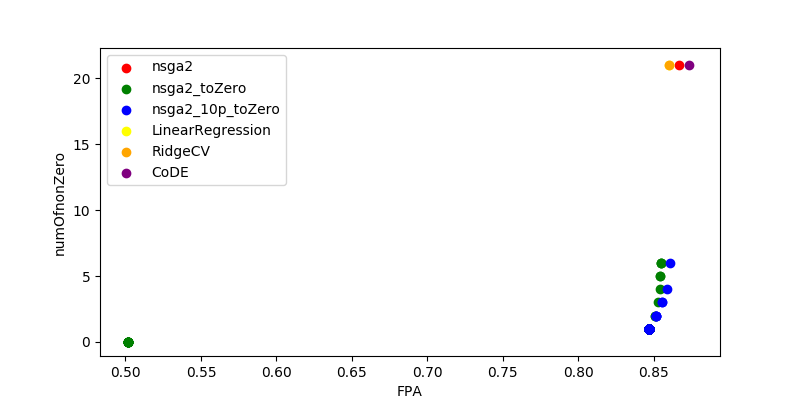 nsga2
nsga2_toZero
nsga2_10p_toZero
LinearRegression
RidgeCV
CoDE
20
15
10
5
0
numOfnonZero
0.50 0.55 0.60 0.65 0.70 0.75 0.80 0.85
FPA